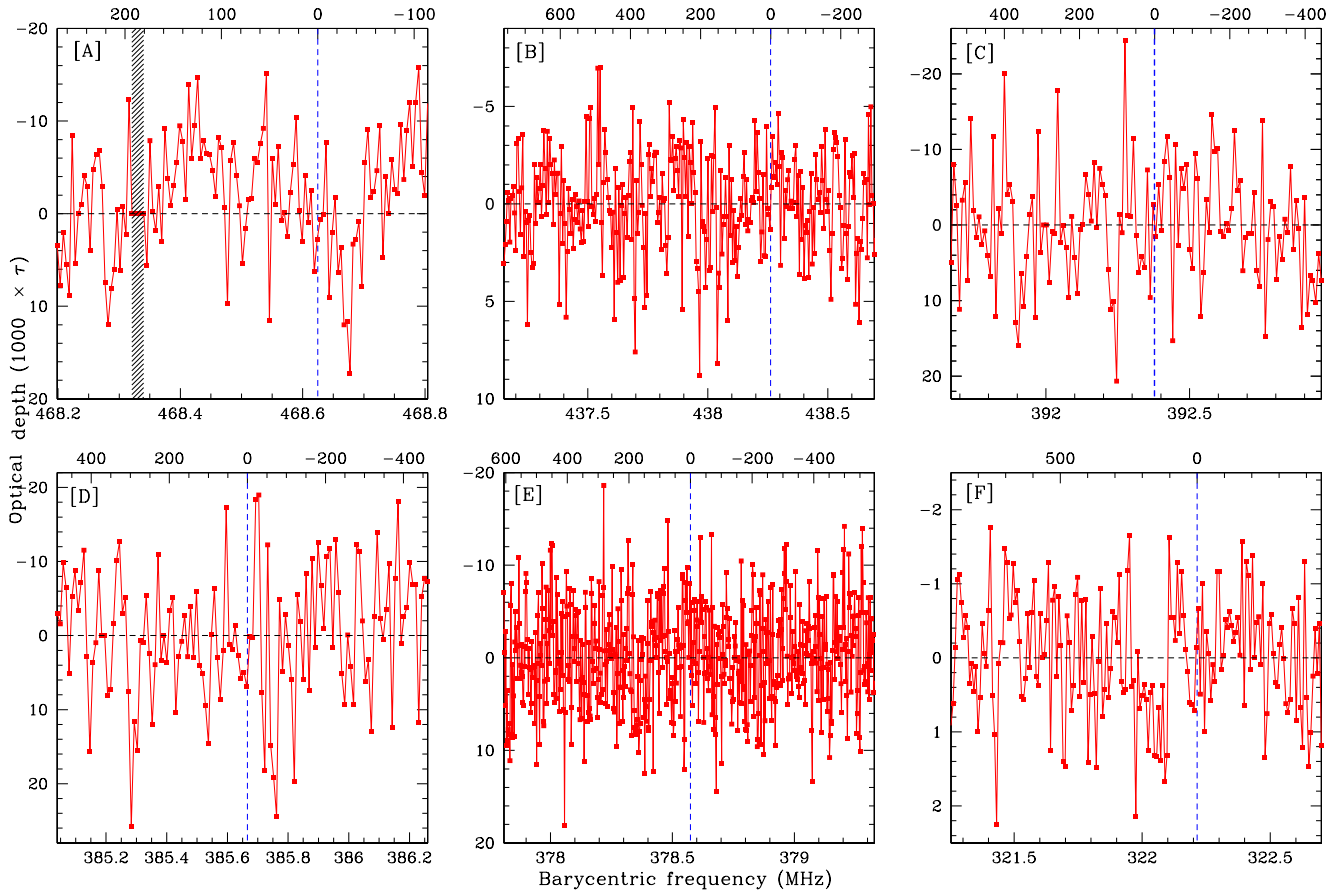 200 100 0 -100
600 400 200 0 -200
400 200 0 -200 -400
[A]
[B]
[C]
-20
-10
0
10
20
-5
0
5
10
-20
-10
0
10
20
468.2 468.4 468.6 468.8
437.5 438 438.5
392 392.5
Optical depth (1000 × τ)
400 200 0 -200 -400
600 400 200 0 -200 -400
500 0
[D]
[E]
[F]
-20
-10
0
10
20
-20
-10
0
10
20
-2
-1
0
1
2
385.2 385.4 385.6 385.8 386 386.2
378 378.5 379
321.5 322 322.5
Barycentric frequency (MHz)